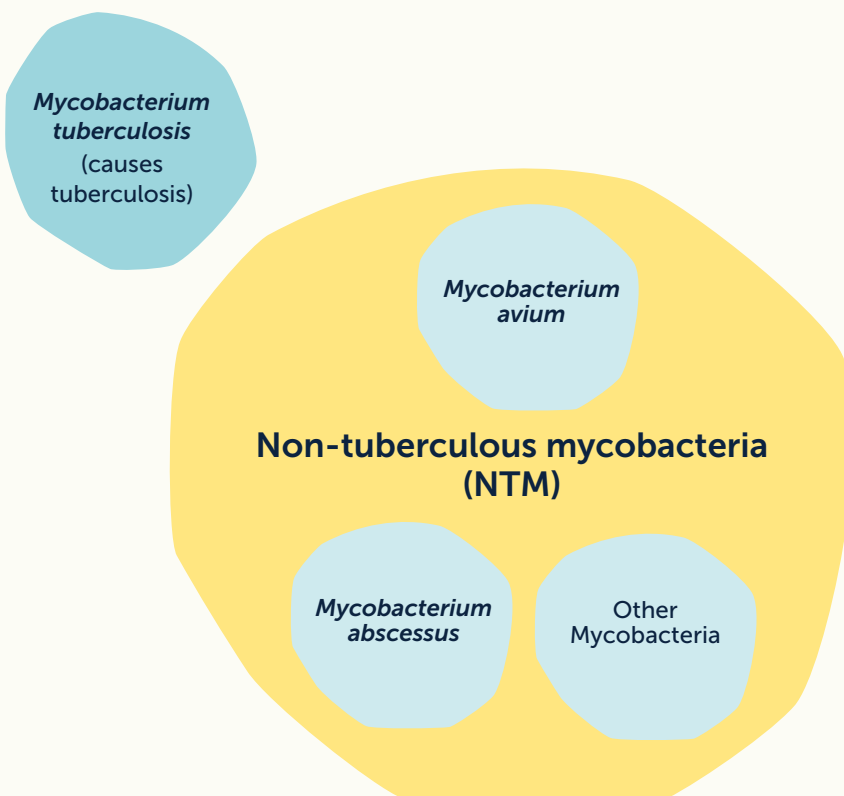 Mycobacterium
tuberculosis
(causes
tuberculosis)
Mycobacterium
avium
Non-tuberculous mycobacteria
(NTM)
Mycobacterium
abscessus
Other
Mycobacteria